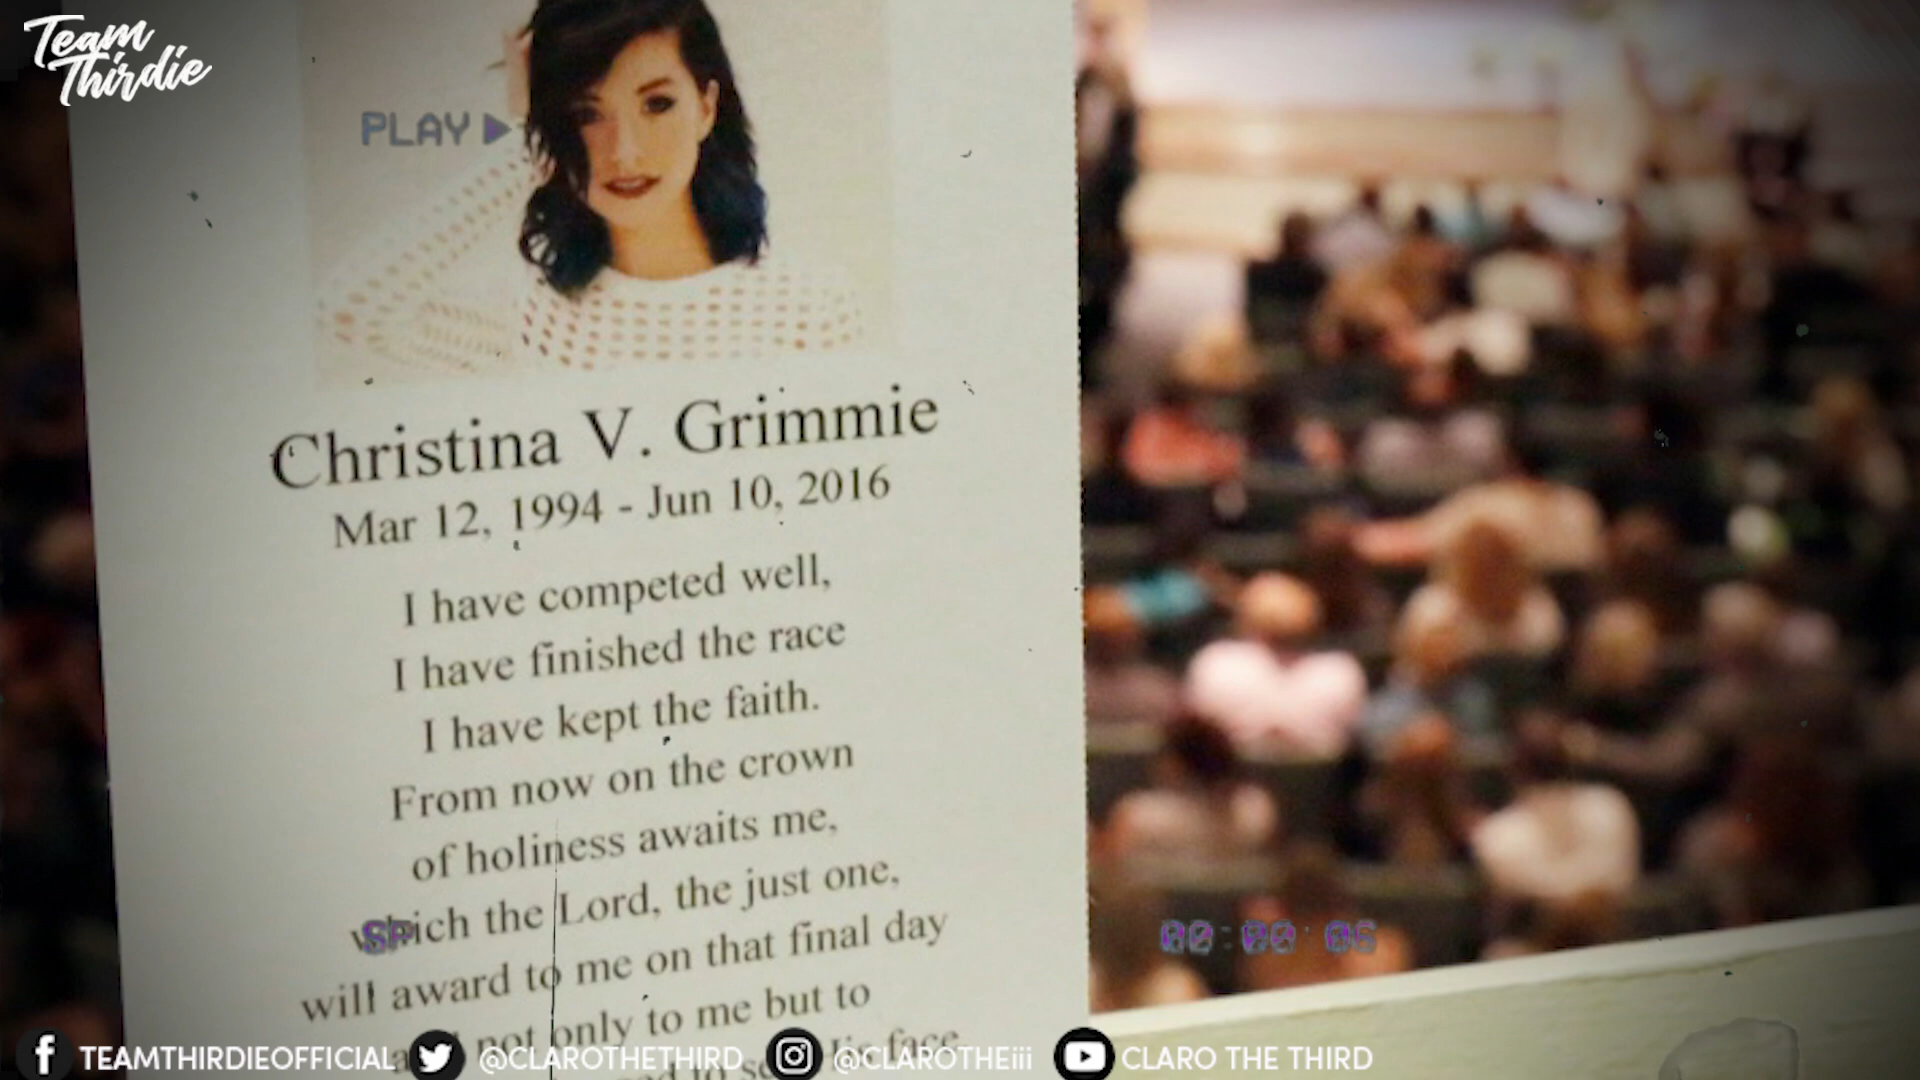 Team
Thirdie
PLAY
Christina V. Grimmie
Mar 12, 1994 - Jun 10, 2016
I have competed well,
I have finished the race
I have kept the faith.
From now on the crown
of holiness awaits me,
which the Lord, the just one,
will award to me on that final day
not only to me but to
face
SP
00:00:06
TEAMTHIRDIEOFFICIAL
@CLAROTHETHIRD
@CLAROTHEiii
CLARO THE THIRD